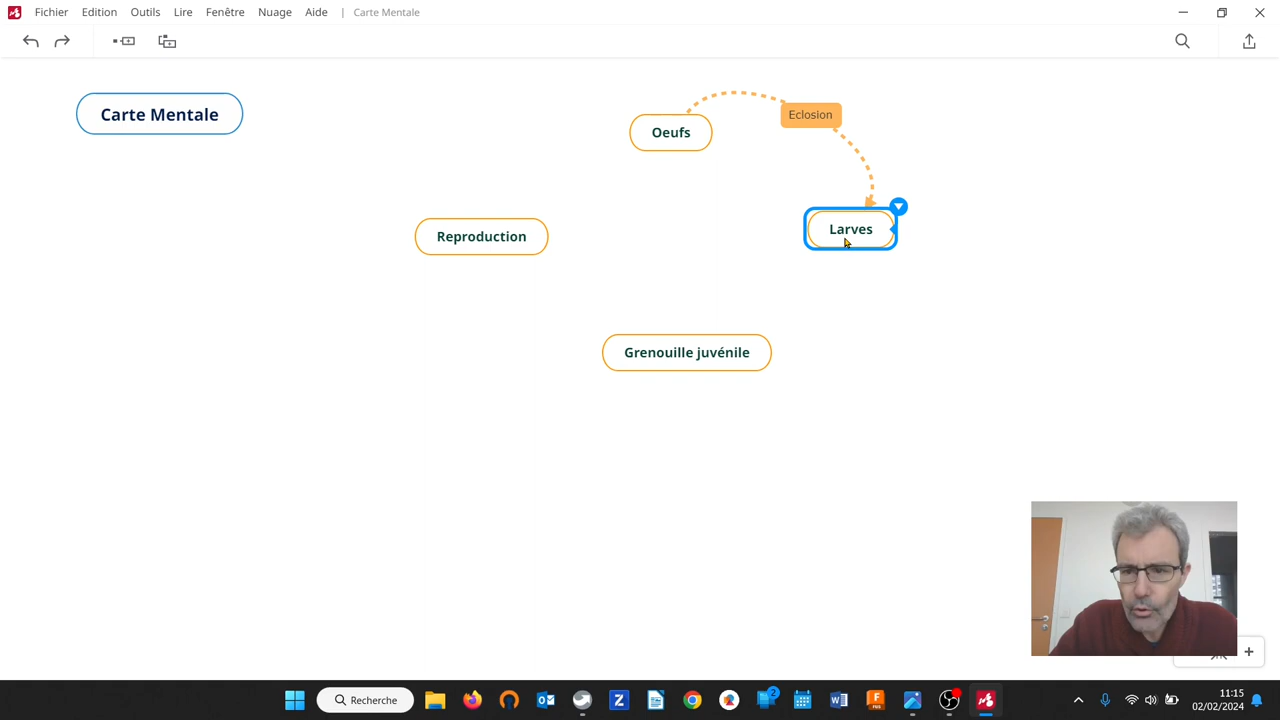 Fichier Edition Outils Lire Fenêtre Nuage Aide | Carte Mentale
Carte Mentale
Oeufs
Eclosion
Larves
Reproduction
Grenouille juvénile
Recherche
2
11:15
02/02/2024